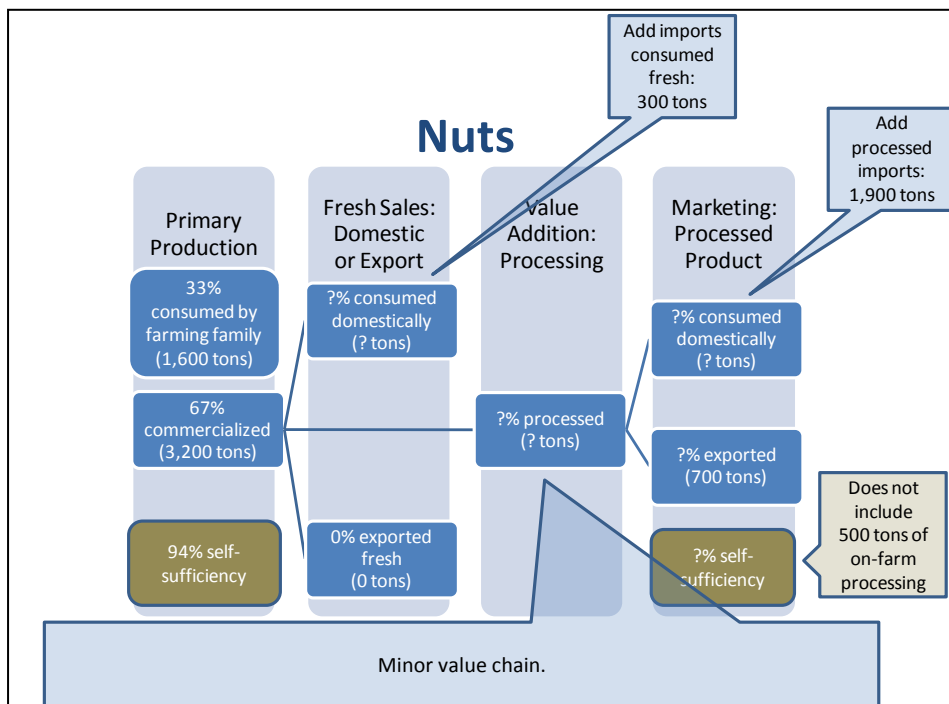 Add imports
consumed
fresh:
300 tons
Nuts
Add
processed
imports:
1,900 tons
Primary
Production
Fresh Sales:
Domestic
or Export
Value
Addition:
Processing
Marketing:
Processed
Product
33%
consumed by
farming family
(1,600 tons)
?% consumed
domestically
(? tons)
?% consumed
domestically
(? tons)
67%
commercialized
(3,200 tons)
?% processed
(? tons)
?% exported
(700 tons)
94% self-
sufficiency
0% exported
fresh
(0 tons)
?% self-
sufficiency
Does not
include
500 tons of
on-farm
processing
Minor value chain.